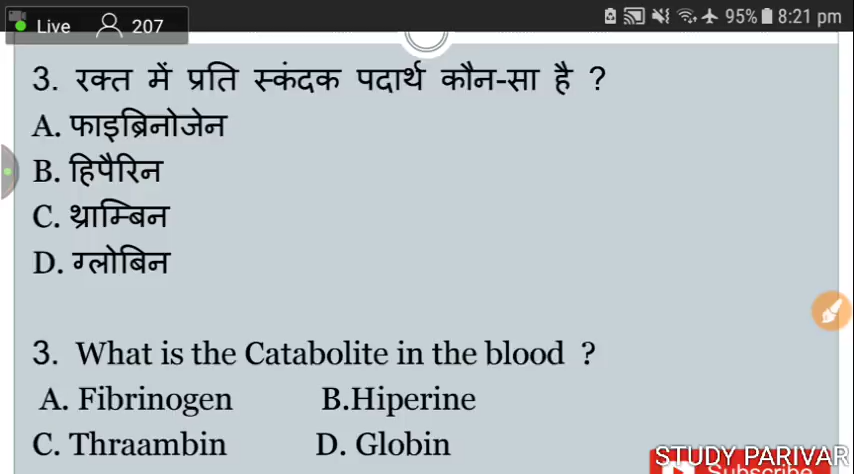 Live 207 95% 8:21 pm
3. रक्त में प्रति स्कंदक पदार्थ कौन-सा है ?
A. फाइब्रिनोजेन
B. हिपैरिन
C. थ्राम्बिन
D. ग्लोबिन
3. What is the Catabolite in the blood ?
A. Fibrinogen B.Hiperine
C. Thraambin D. Globin
STUDY PARIVAR
Subscribe